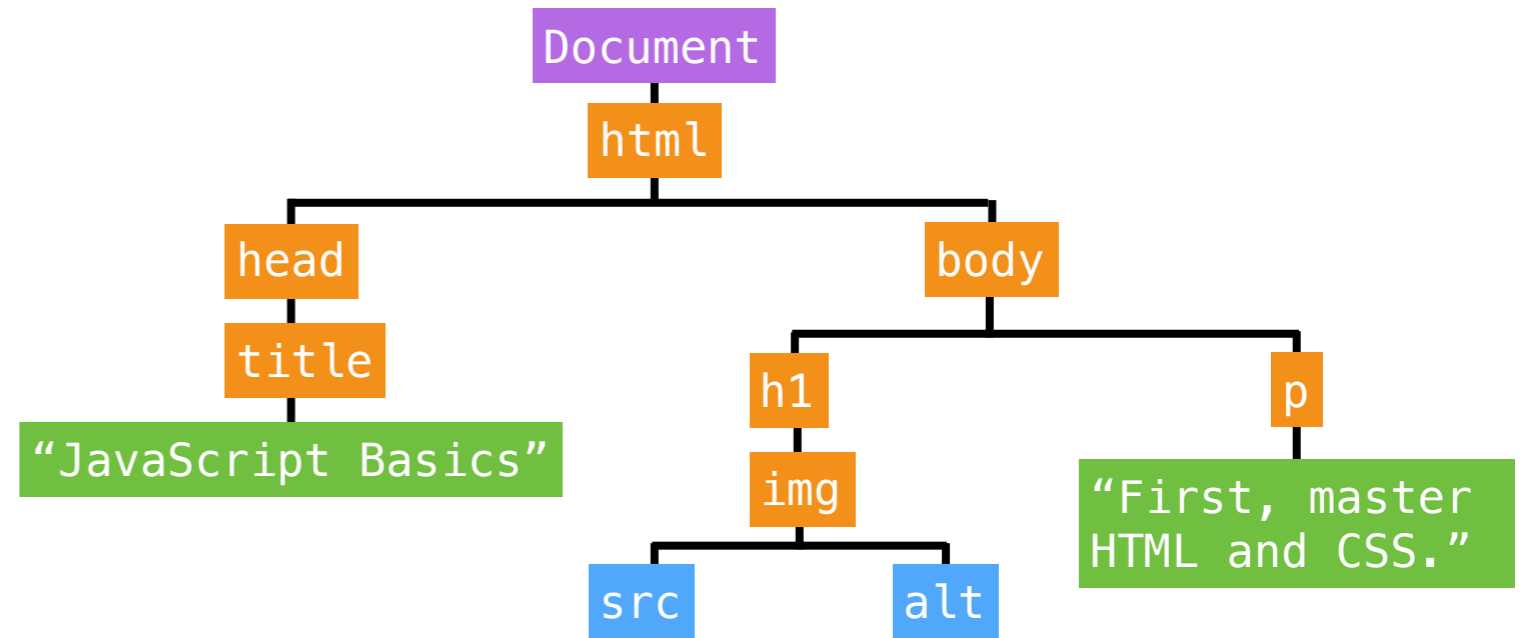 Document
html
head
body
title
h1
p
“JavaScript Basics”
img
“First, master
HTML and CSS.”
src
alt